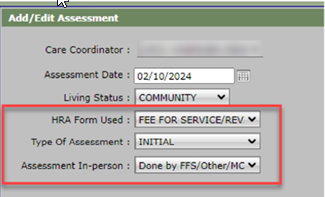 Add/Edit Assessment
Care Coordinator :
Assessment Date : 02/10/2024
Living Status : COMMUNITY
HRA Form Used : FEE FOR SERVICE/REV
Type Of Assessment : INITIAL
Assessment In-person : Done by FFS/Other/MC